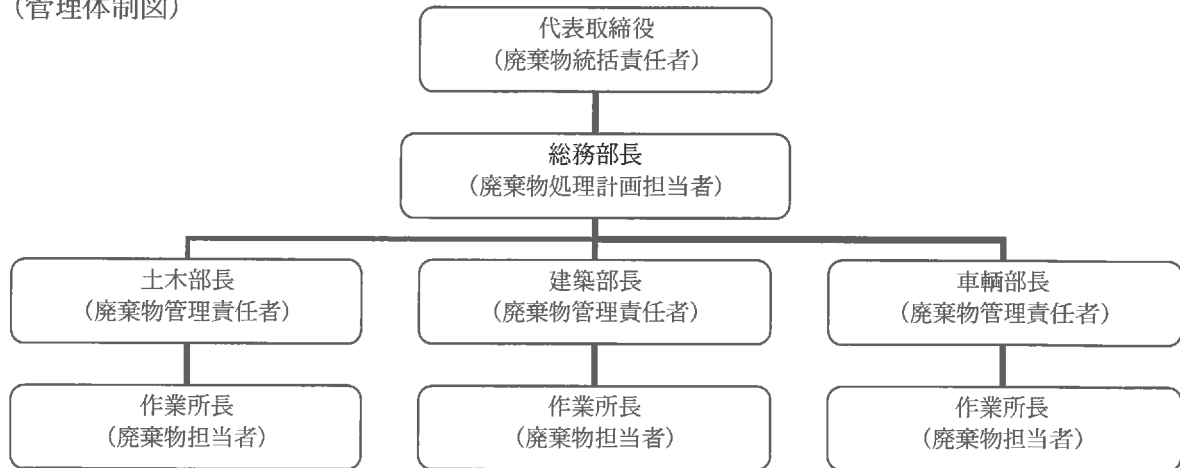 （管理体制図）
代表取締役
（廃棄物統括責任者）
総務部長
（廃棄物処理計画担当者）
土木部長
（廃棄物管理責任者）
建築部長
（廃棄物管理責任者）
車輌部長
（廃棄物管理責任者）
作業所長
（廃棄物担当者）
作業所長
（廃棄物担当者）
作業所長
（廃棄物担当者）